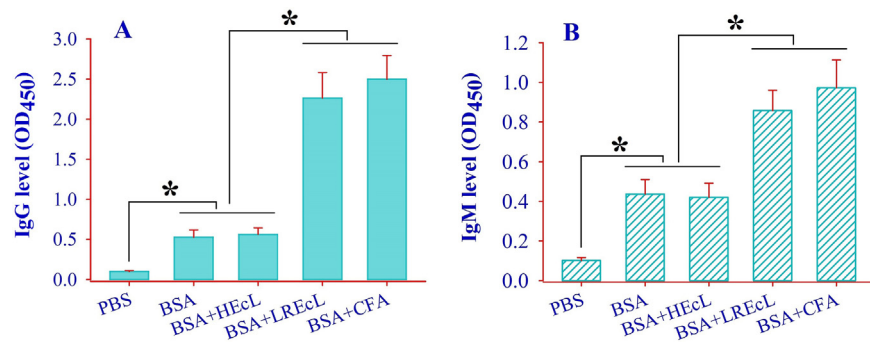 A
IgG level (OD450)
3.0
2.5
2.0
1.5
1.0
0.5
0.0
*
*
PBS
BSA
BSA+HEcL
BSA+LREcL
BSA+CFA
B
IgM level (OD450)
1.2
1.0
0.8
0.6
0.4
0.2
0.0
*
*
PBS
BSA
BSA+HEcL
BSA+LREcL
BSA+CFA